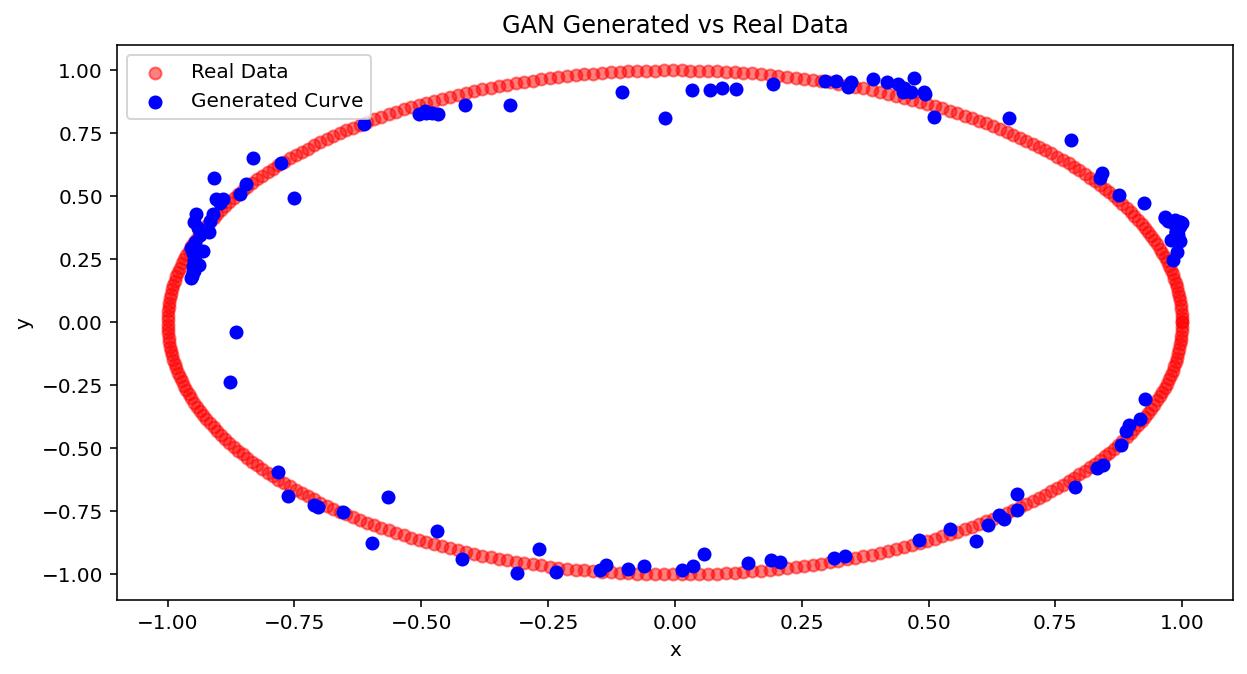 GAN Generated vs Real Data
Real Data
Generated Curve
1.00
0.75
0.50
0.25
0.00
−0.25
−0.50
−0.75
−1.00
y
−1.00 −0.75 −0.50 −0.25 0.00 0.25 0.50 0.75 1.00
x